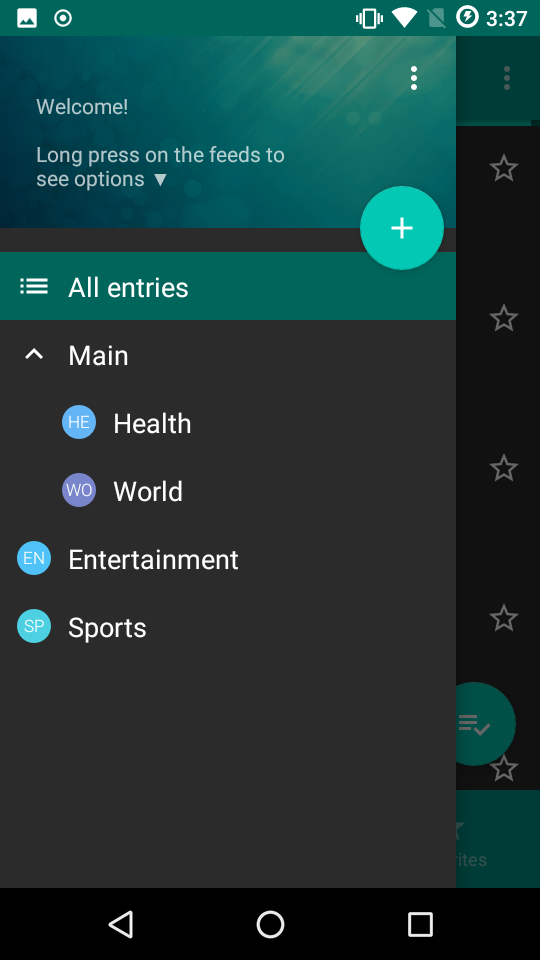 3:37
Welcome!
Long press on the feeds to
see options ▼
All entries
Main
HE Health
WO World
EN Entertainment
SP Sports
rites